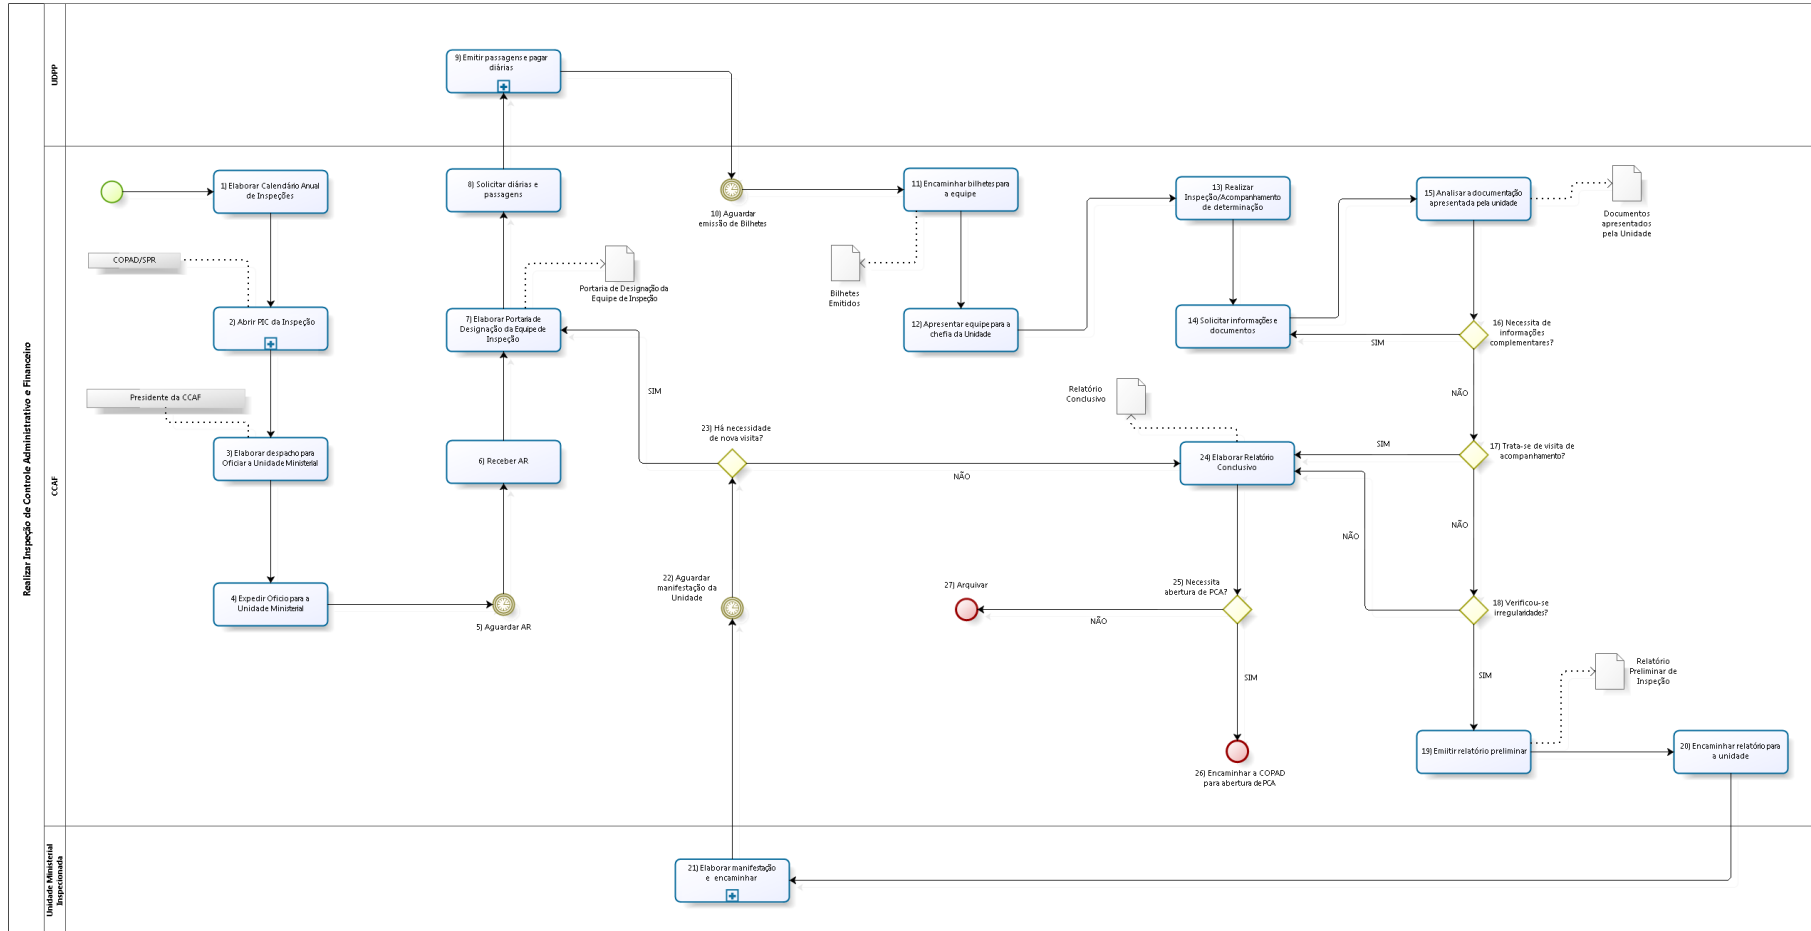 Realizar Inspeção de Controle Administrativo e Financeiro
UDPP
9) Emitir passagens e pagar
diárias
CCAF
1) Elaborar Calendário Anual
de Inspeções
COPAD/SPR
2) Abrir PIC da Inspeção
Presidente da CCAF
3) Elaborar despacho para
Oficiar a Unidade Ministerial
4) Expedir Oficio para a
Unidade Ministerial
5) Aguardar AR
6) Receber AR
7) Elaborar Portaria de
Designação da Equipe de
Inspeção
Portaria de Designação da
Equipe de Inspeção
8) Solicitar diárias e
passagens
10) Aguardar
emissão de Bilhetes
11) Encaminhar bilhetes para
a equipe
Bilhetes
Emitidos
12) Apresentar equipe para a
chefia da Unidade
13) Realizar
Inspeção/Acompanhamento
de determinação
14) Solicitar informações e
documentos
15) Analisar a documentação
apresentada pela unidade
Documentos
apresentados
pela Unidade
16) Necessita de
informações
complementares?
SIM
NÃO
17) Trata-se de visita de
acompanhamento?
SIM
NÃO
18) Verificou-se
irregularidades?
NÃO
SIM
19) Emiitir relatório preliminar
Relatório
Preliminar de
Inspeção
20) Encaminhar relatório para
a unidade
Unidade Ministerial
Inspecionada
21) Elaborar manifestação
e encaminhar
22) Aguardar
manifestação da
Unidade
23) Há necessidade
de nova visita?
SIM
NÃO
24) Elaborar Relatório
Conclusivo
Relatório
Conclusivo
25) Necessita
abertura de PCA?
NÃO
27) Arquivar
SIM
26) Encaminhar a COPAD
para abertura de PCA